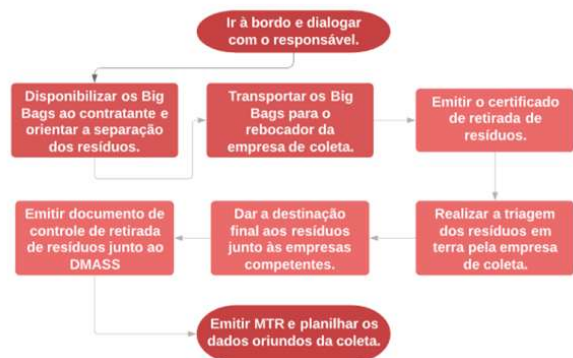 Ir à bordo e dialogar
com o responsável.
Disponibilizar os Big
Bags ao contratante e
orientar a separação
dos resíduos.
Transportar os Big
Bags para o
rebocador da
empresa de coleta.
Emitir o certificado
de retirada de
resíduos.
Realizar a triagem
dos resíduos em
terra pela empresa
de coleta.
Dar a destinação
final aos resíduos
junto às empresas
competentes.
Emitir documento de
controle de retirada
de resíduos junto ao
DMASS
Emitir MTR e planilhar os
dados oriundos da coleta.